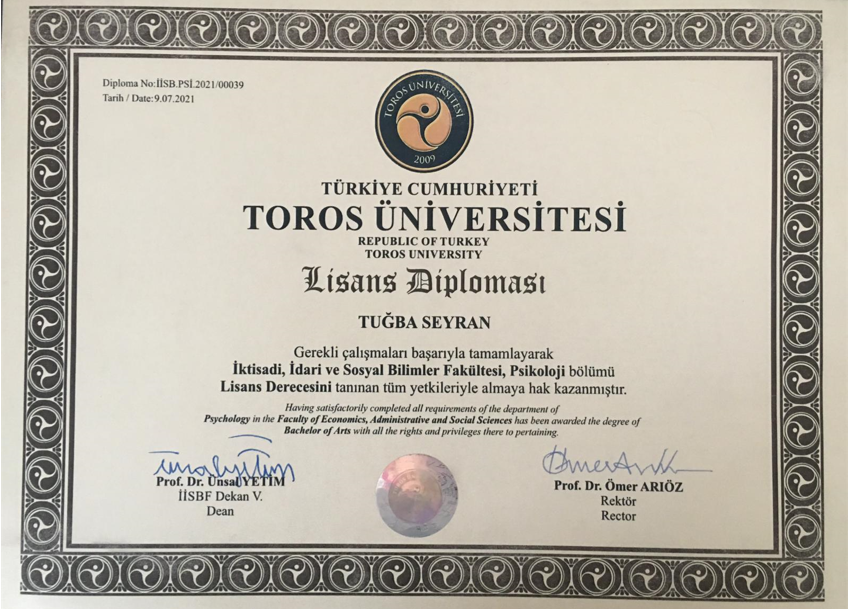 Diploma No:İİSB.PSİ.2021/00039
Tarih / Date:9.07.2021
TOROS ÜNİVERSİTESİ
2009
TÜRKİYE CUMHURİYETİ
TOROS ÜNİVERSİTESİ
REPUBLIC OF TURKEY
TOROS UNIVERSITY
Lisans Diploması
TUĞBA SEYRAN
Gerekli çalışmaları başarıyla tamamlayarak
İktisadi, İdari ve Sosyal Bilimler Fakültesi, Psikoloji bölümü
Lisans Derecesini tanınan tüm yetkileriyle almaya hak kazanmıştır.
Having satisfactorily completed all requirements of the department of
Psychology in the Faculty of Economics, Administrative and Social Sciences has been awarded the degree of
Bachelor of Arts with all the rights and privileges there to pertaining.
Prof. Dr. Ünsal YETİM
İİSBF Dekan V.
Dean
Prof. Dr. Ömer ARIÖZ
Rektör
Rector